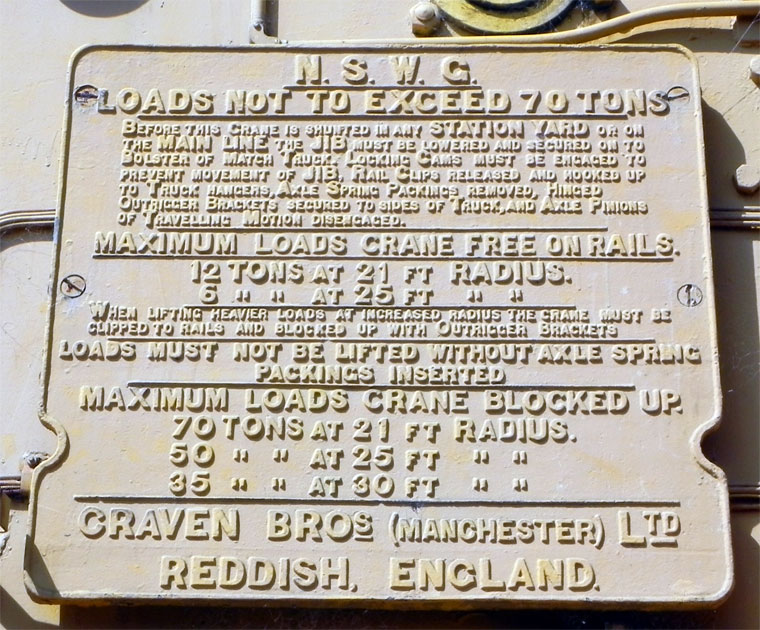 N. S. W. G.
LOADS NOT TO EXCEED 70 TONS
BEFORE THIS CRANE IS SHUNTED IN ANY STATION YARD OR ON
THE MAIN LINE THE JIB MUST BE LOWERED AND SECURED ON TO
BOLSTER OF MATCH TRUCK. LOCKING CAMS MUST BE ENGAGED TO
PREVENT MOVEMENT OF JIB, RAIL CLIPS RELEASED AND HOOKED UP
TO TRUCK HANGERS, AXLE SPRING PACKINGS REMOVED, HINGED
OUTRIGGER BRACKETS SECURED TO SIDES OF TRUCK, AND AXLE PINIONS
OF TRAVELLING MOTION DISENGAGED.
MAXIMUM LOADS CRANE FREE ON RAILS.
12 TONS AT 21 FT RADIUS.
6 " " AT 25 FT " "
WHEN LIFTING HEAVIER LOADS AT INCREASED RADIUS THE CRANE MUST BE
CLIPPED TO RAILS AND BLOCKED UP WITH OUTRIGGER BRACKETS
LOADS MUST NOT BE LIFTED WITHOUT AXLE SPRING
PACKINGS INSERTED
MAXIMUM LOADS CRANE BLOCKED UP.
70 TONS AT 21 FT RADIUS.
50 " " AT 25 FT " "
35 " " AT 30 FT " "
CRAVEN BROS (MANCHESTER) LTD
REDDISH, ENGLAND.